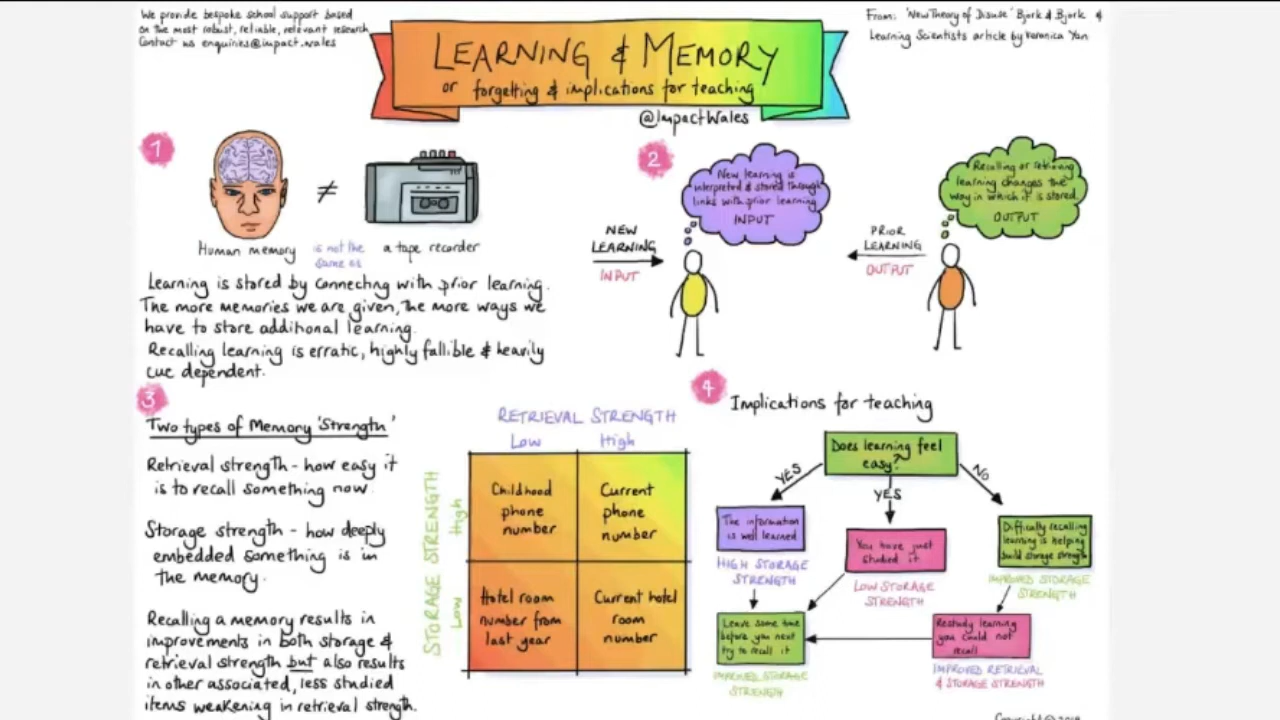 We provide bespoke school support based
on the most robust, reliable, relevant research.
Contact us enquiries@impact.wales
From: 'New Theory of Disuse' Bjork & Bjork &
Learning Scientists article by Veronica Yan
LEARNING & MEMORY
or forgetting & implications for teaching
@ImpactWales
1
Human memory is not the same as a tape recorder
≠
Learning is stored by connecting with prior learning.
The more memories we are given, the more ways we
have to store additional learning.
Recalling learning is erratic, highly fallible & heavily
cue dependent.
2
New learning is
interpreted & stored through
links with prior learning
INPUT
NEW
LEARNING
INPUT
Recalling or retrieving
learning changes the
way in which it is stored.
OUTPUT
PRIOR
LEARNING
OUTPUT
3
Two types of Memory 'Strength'
Retrieval strength - how easy it
is to recall something now.
Storage strength - how deeply
embedded something is in
the memory.
Recalling a memory results in
improvements in both storage &
retrieval strength but also results
in other associated, less studied
items weakening in retrieval strength.
RETRIEVAL STRENGTH
Low High
STORAGE STRENGTH
High
Low
Childhood
phone
number
Current
phone
number
Hotel room
number from
last year
Current hotel
room
number
4
Implications for teaching
Does learning feel
easy?
YES
YES
NO
The information
is well learned
HIGH STORAGE
STRENGTH
You have just
studied it
LOW STORAGE
STRENGTH
Difficulty recalling
learning is helping
build storage strength
IMPROVED STORAGE
STRENGTH
Leave some time
before you next
try to recall it
IMPROVED STORAGE
STRENGTH
Restudy learning
you could not
recall
IMPROVED RETRIEVAL
& STORAGE STRENGTH